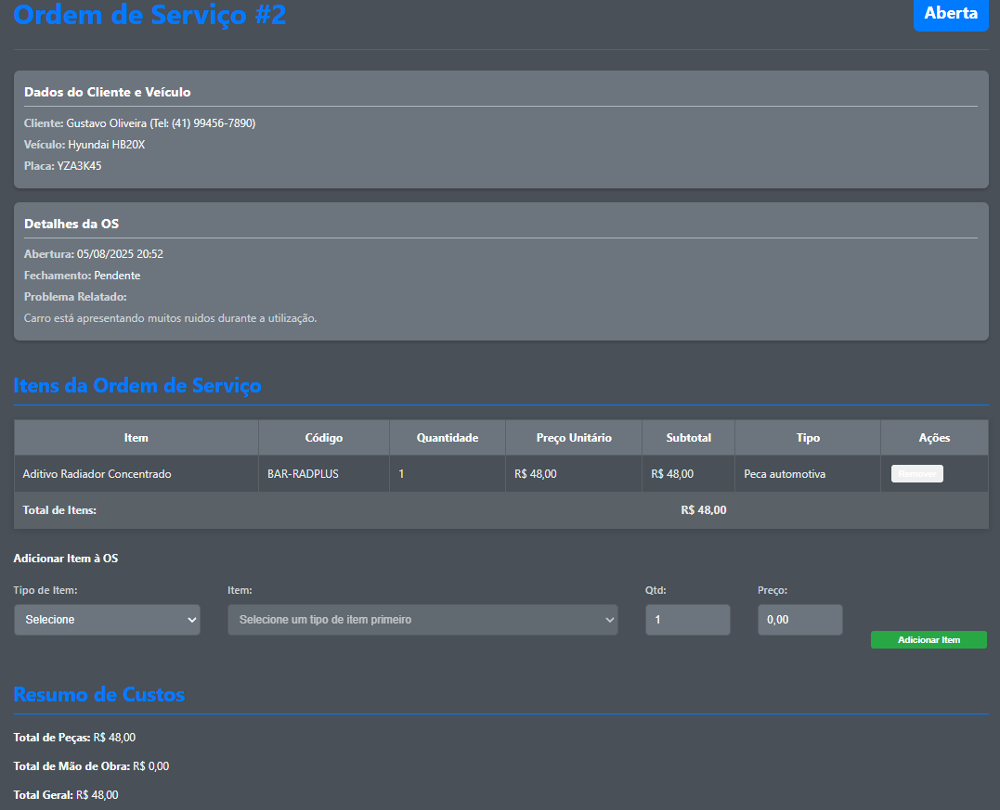 Ordem de Serviço #2
Aberta
Dados do Cliente e Veículo
Cliente: Gustavo Oliveira (Tel: (41) 99456-7890)
Veículo: Hyundai HB20X
Placa: YZA3K45
Detalhes da OS
Abertura: 05/08/2025 20:52
Fechamento: Pendente
Problema Relatado:
Carro está apresentando muitos ruidos durante a utilização.
Itens da Ordem de Serviço
Item Código Quantidade Preço Unitário Subtotal Tipo Ações
Aditivo Radiador Concentrado BAR-RADPLUS 1 R$ 48,00 R$ 48,00 Peca automotiva Remover
Total de Itens: R$ 48,00
Adicionar Item à OS
Tipo de Item: Item: Qtd: Preço:
Selecione Selecione um tipo de item primeiro 1 0,00
Adicionar Item
Resumo de Custos
Total de Peças: R$ 48,00
Total de Mão de Obra: R$ 0,00
Total Geral: R$ 48,00